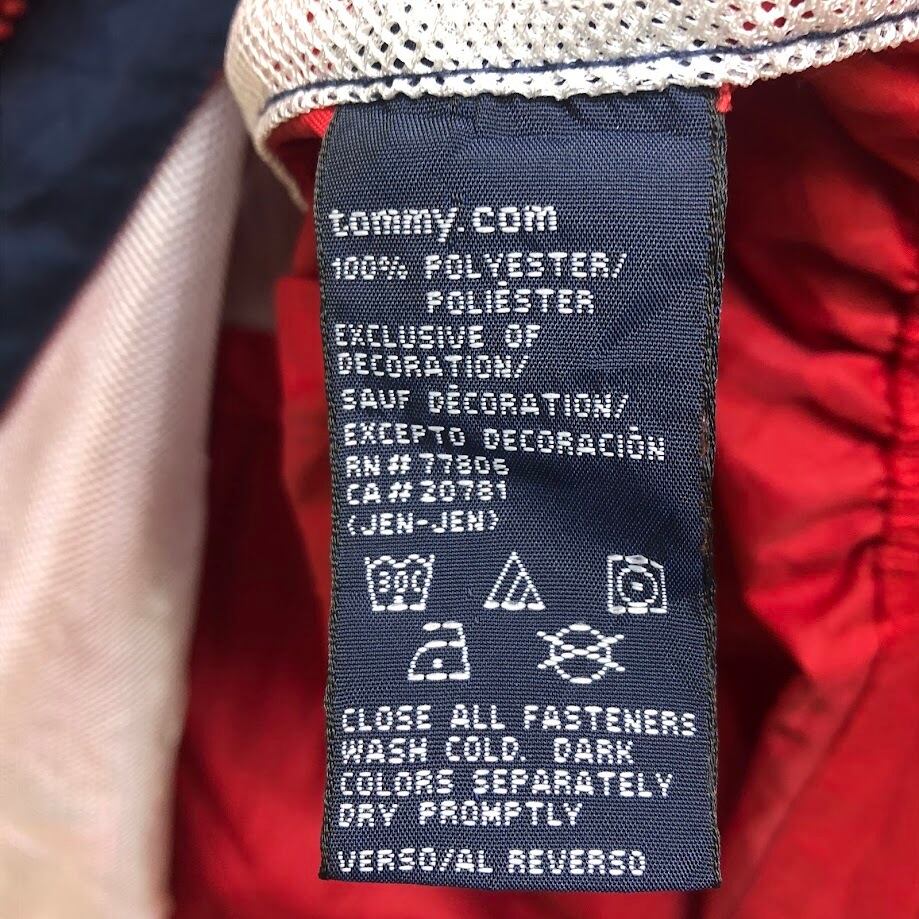 tommy.com
100% POLYESTER/
POLIÉSTER
EXCLUSIVE OF
DECORATION/
SAUF DÉCORATION/
EXCEPTO DECORACIÓN
RN# 77806
CA# 20781
(JEN-JEN)
30C
CLOSE ALL FASTENERS
WASH COLD. DARK
COLORS SEPARATELY
DRY PROMPTLY
VERSO/AL REVERSO